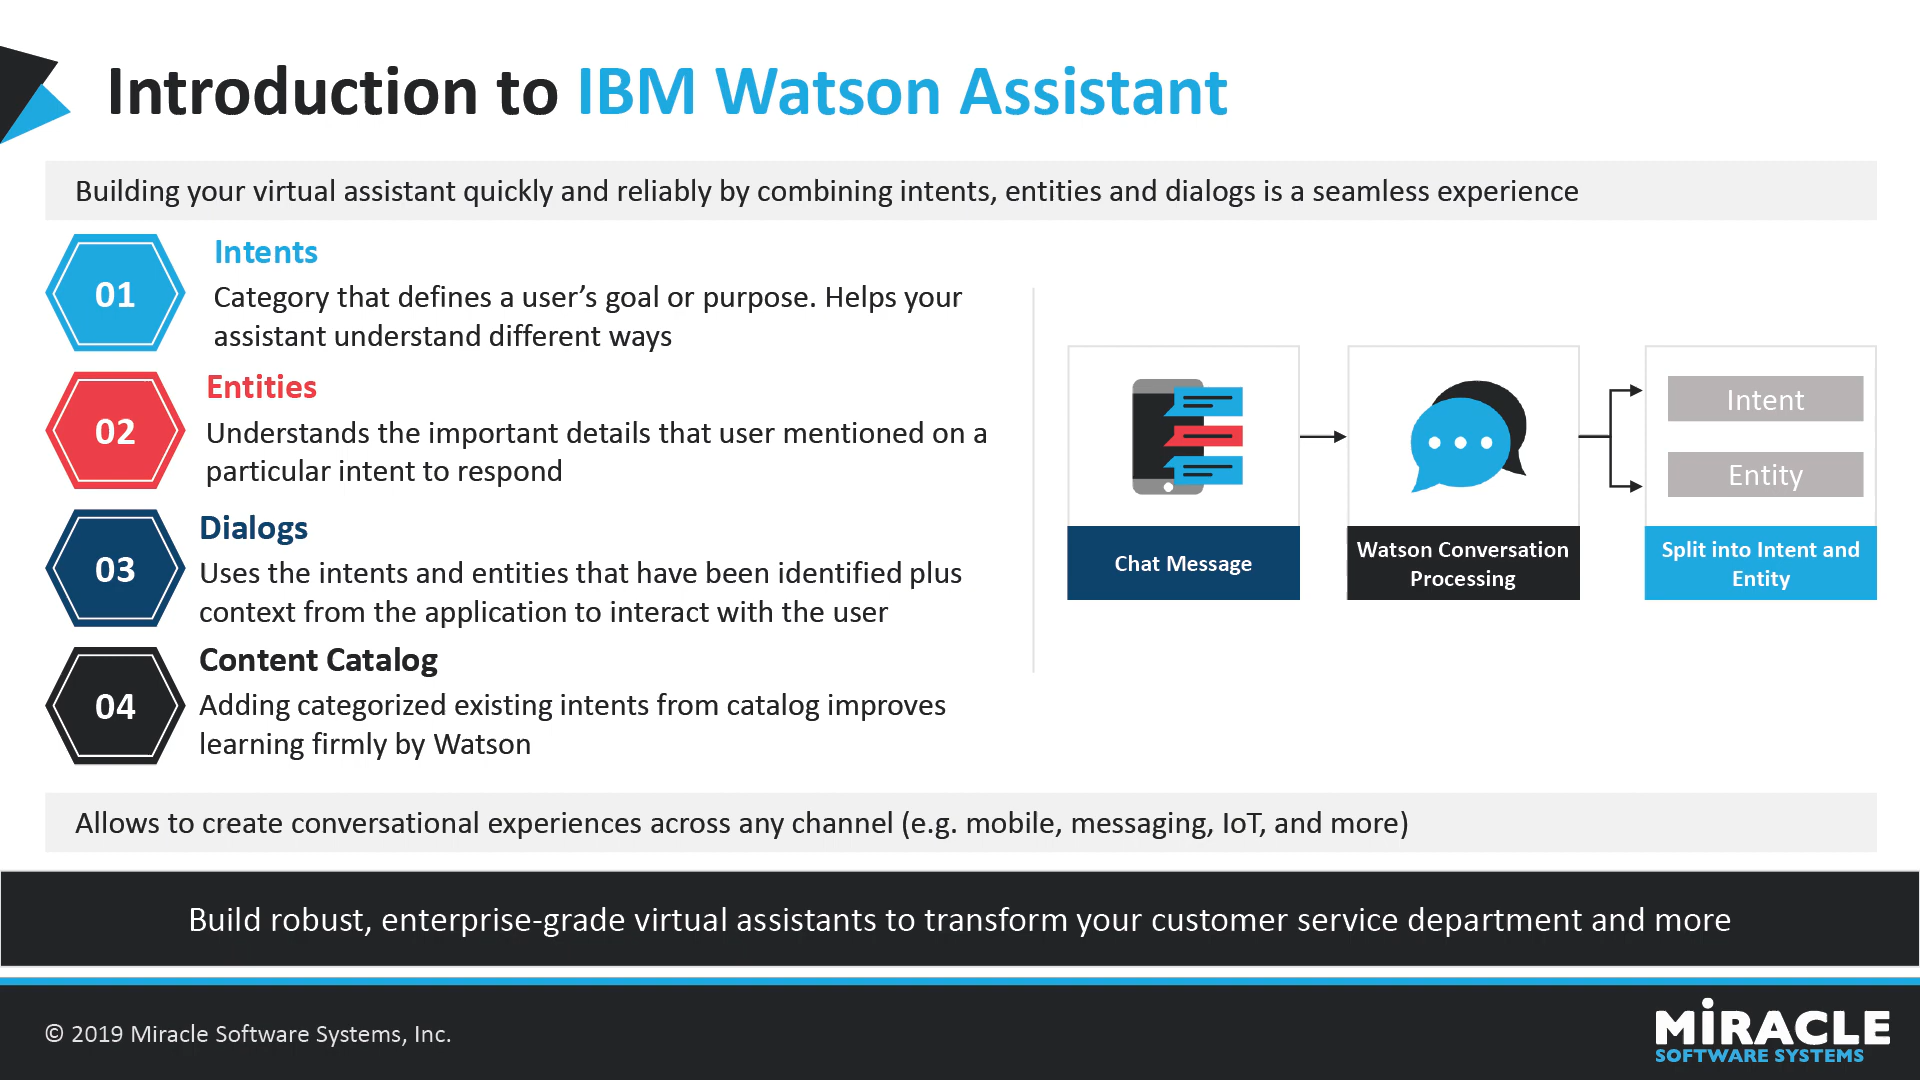 Introduction to IBM Watson Assistant
Building your virtual assistant quickly and reliably by combining intents, entities and dialogs is a seamless experience
01
Intents
Category that defines a user’s goal or purpose. Helps your
assistant understand different ways
02
Entities
Understands the important details that user mentioned on a
particular intent to respond
03
Dialogs
Uses the intents and entities that have been identified plus
context from the application to interact with the user
04
Content Catalog
Adding categorized existing intents from catalog improves
learning firmly by Watson
Chat Message
Watson Conversation
Processing
Intent
Entity
Split into Intent and
Entity
Allows to create conversational experiences across any channel (e.g. mobile, messaging, IoT, and more)
Build robust, enterprise-grade virtual assistants to transform your customer service department and more
© 2019 Miracle Software Systems, Inc.
MiRACLE
SOFTWARE SYSTEMS